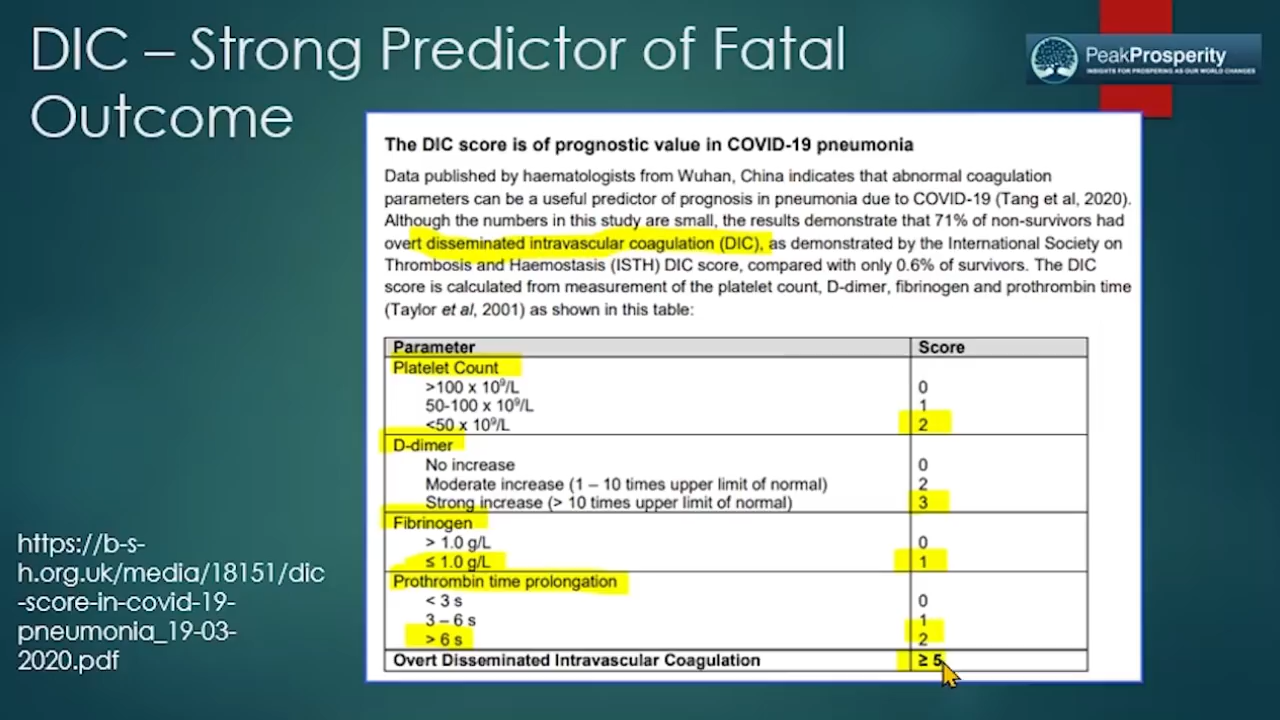 DIC – Strong Predictor of Fatal
Outcome
PeakProsperity
INSIGHTS FOR PROSPERING AS OUR WORLD CHANGES
The DIC score is of prognostic value in COVID-19 pneumonia
Data published by haematologists from Wuhan, China indicates that abnormal coagulation
parameters can be a useful predictor of prognosis in pneumonia due to COVID-19 (Tang et al, 2020).
Although the numbers in this study are small, the results demonstrate that 71% of non-survivors had
overt disseminated intravascular coagulation (DIC), as demonstrated by the International Society on
Thrombosis and Haemostasis (ISTH) DIC score, compared with only 0.6% of survivors. The DIC
score is calculated from measurement of the platelet count, D-dimer, fibrinogen and prothrombin time
(Taylor et al, 2001) as shown in this table:
Parameter Score
Platelet Count
>100 x 10⁹/L 0
50-100 x 10⁹/L 1
<50 x 10⁹/L 2
D-dimer
No increase 0
Moderate increase (1 – 10 times upper limit of normal) 2
Strong increase (> 10 times upper limit of normal) 3
Fibrinogen
> 1.0 g/L 0
≤ 1.0 g/L 1
Prothrombin time prolongation
< 3 s 0
3 – 6 s 1
> 6 s 2
Overt Disseminated Intravascular Coagulation ≥ 5
https://b-s-
h.org.uk/media/18151/dic
-score-in-covid-19-
pneumonia_19-03-
2020.pdf